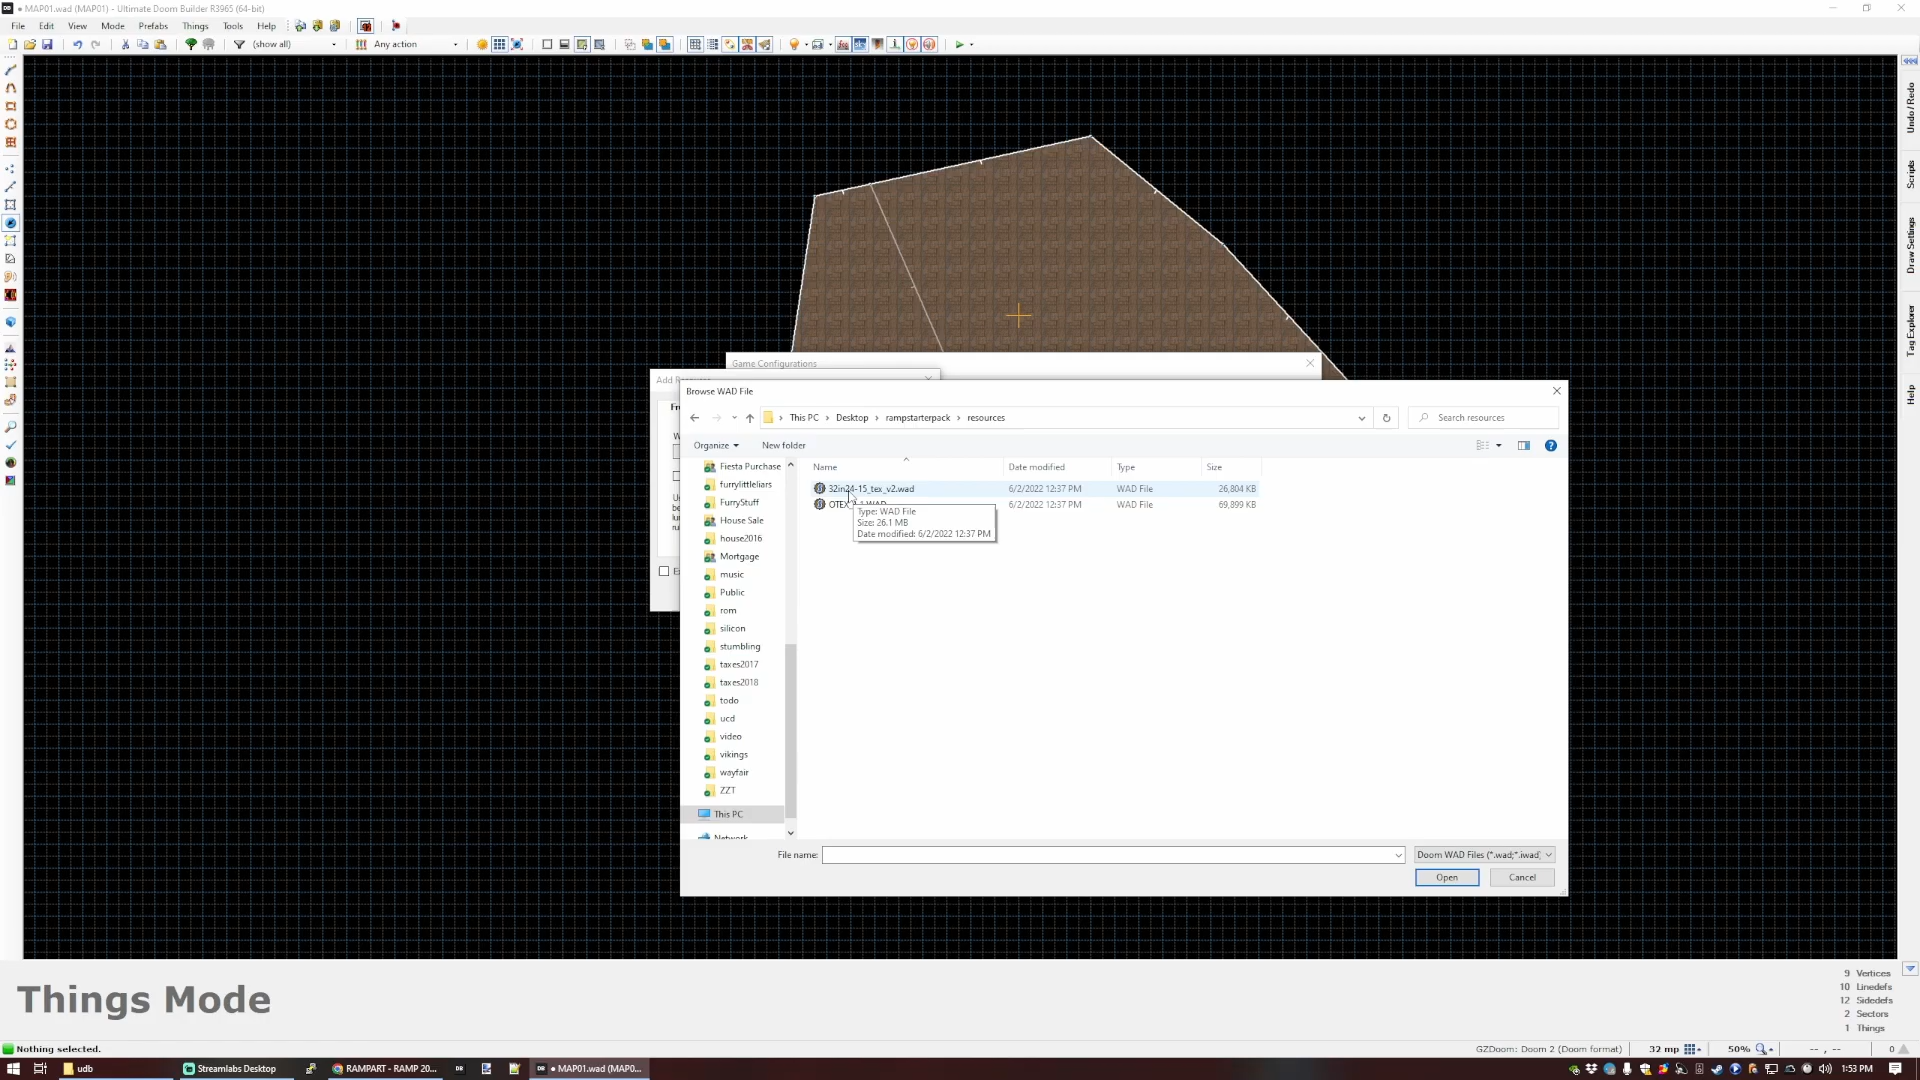 ● MAP01.wad (MAP01) - Ultimate Doom Builder R3965 (64-bit)
File Edit View Mode Prefabs Things Tools Help
(show all) Any action
Undo / Redo
Scripts
Draw Settings
Tag Explorer
Help
Game Configurations
Browse WAD File
This PC › Desktop › rampstarterpack › resources
Search resources
Organize New folder
Name Date modified Type Size
32in24-15_tex_v2.wad 6/2/2022 12:37 PM WAD File 26,804 KB
6/2/2022 12:37 PM WAD File 69,899 KB
Type: WAD File
Size: 26.1 MB
Date modified: 6/2/2022 12:37 PM
Fiesta Purchase
furrylittleliars
FurryStuff
House Sale
house2016
Mortgage
music
Public
rom
silicon
stumbling
taxes2017
taxes2018
todo
ucd
video
vikings
wayfair
ZZT
This PC
Network
File name:
Doom WAD Files (*.wad;*.iwad)
Open Cancel
Things Mode
9 Vertices
10 Linedefs
12 Sidedefs
2 Sectors
1 Things
Nothing selected.
GZDoom: Doom 2 (Doom format) 32 mp 50% -- , -- 0
udb Streamlabs Desktop RAMPART - RAMP 20... ● MAP01.wad (MAP0... 1:53 PM